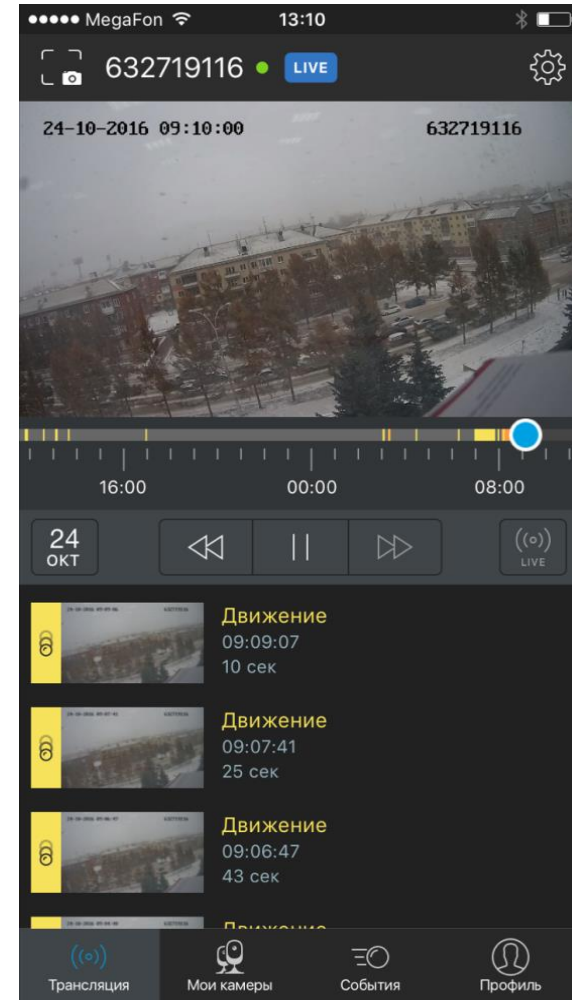 MegaFon 13:10
632719116 LIVE
24-10-2016 09:10:00 632719116
16:00 00:00 08:00
24
ОКТ
LIVE
Движение
09:09:07
10 сек
Движение
09:07:41
25 сек
Движение
09:06:47
43 сек
Движение
Трансляция Мои камеры События Профиль